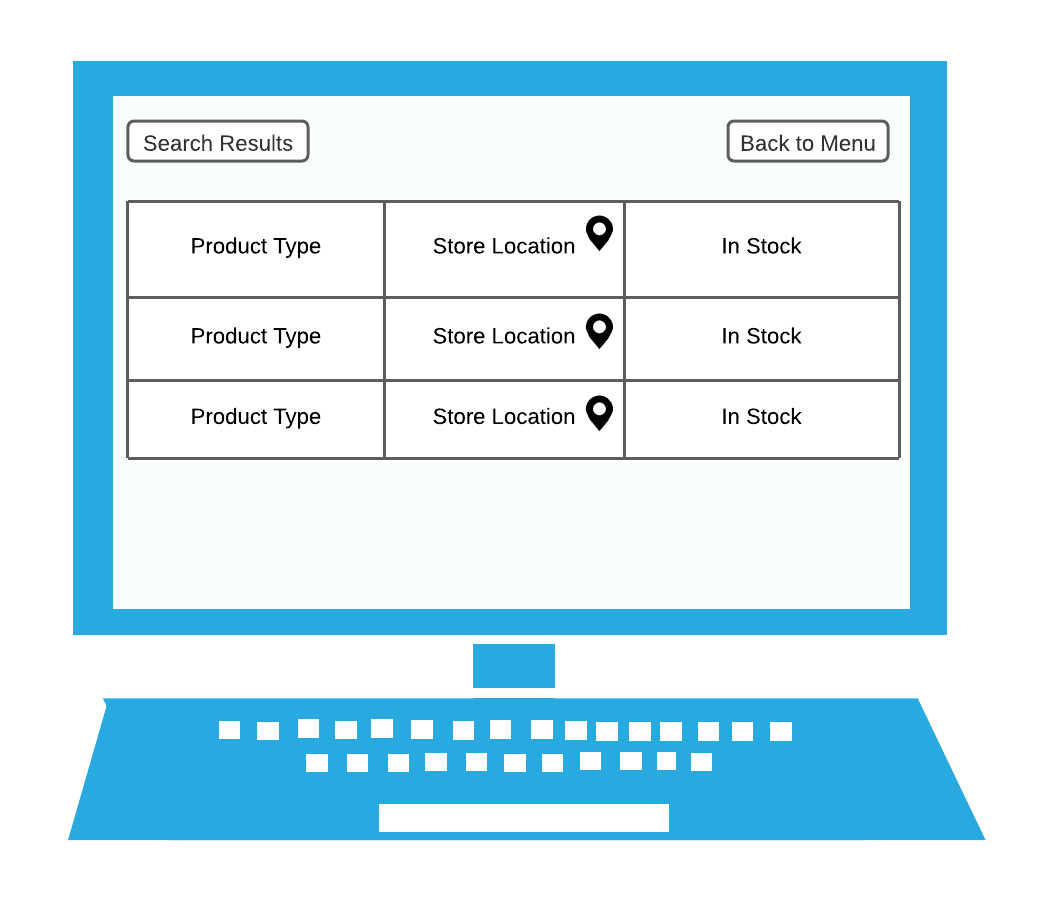 Search Results
Back to Menu
Product Type
Store Location
In Stock
Product Type
Store Location
In Stock
Product Type
Store Location
In Stock